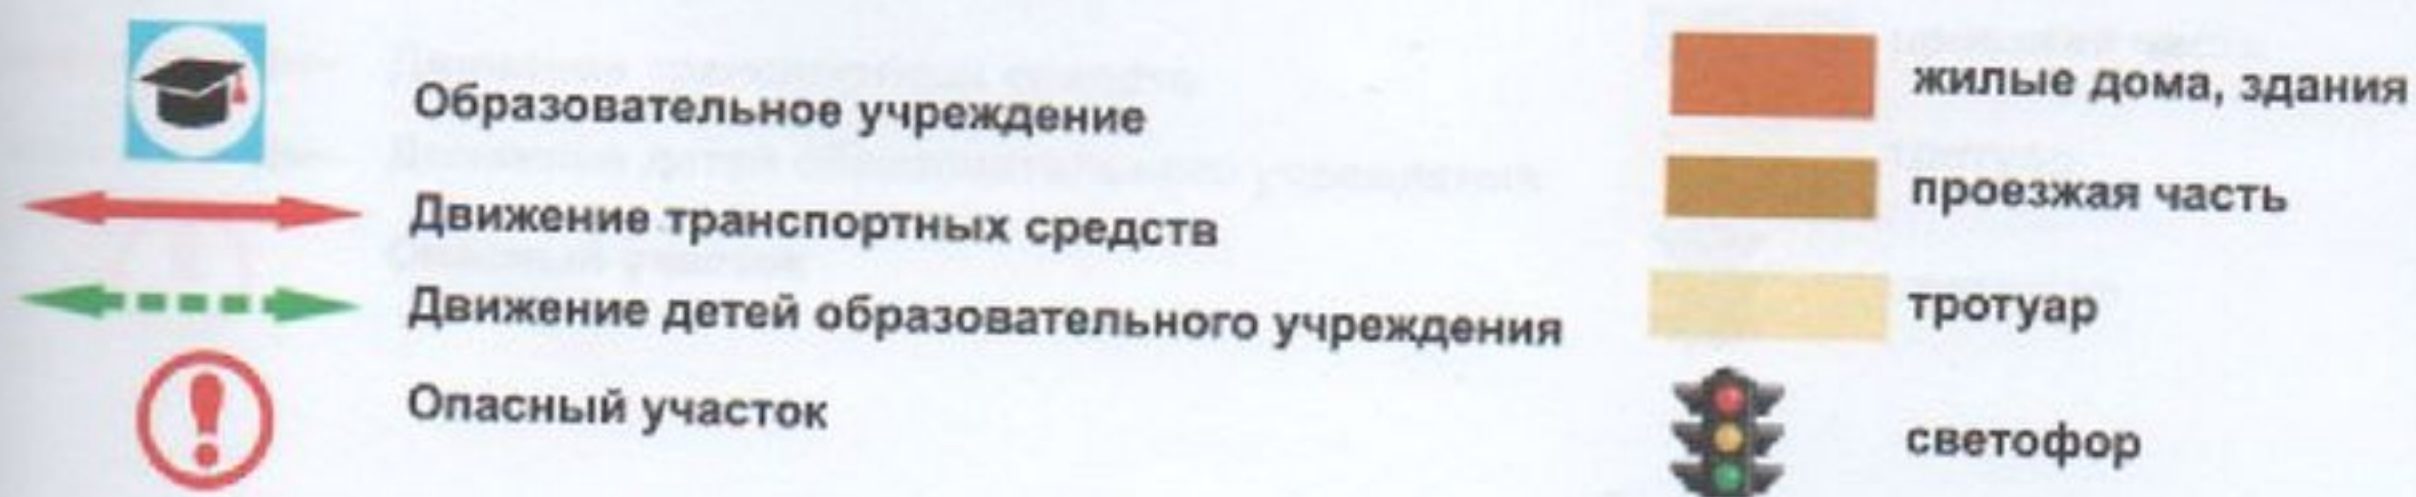 Образовательное учреждение
Движение транспортных средств
Движение детей образовательного учреждения
Опасный участок
жилые дома, здания
проезжая часть
тротуар
светофор